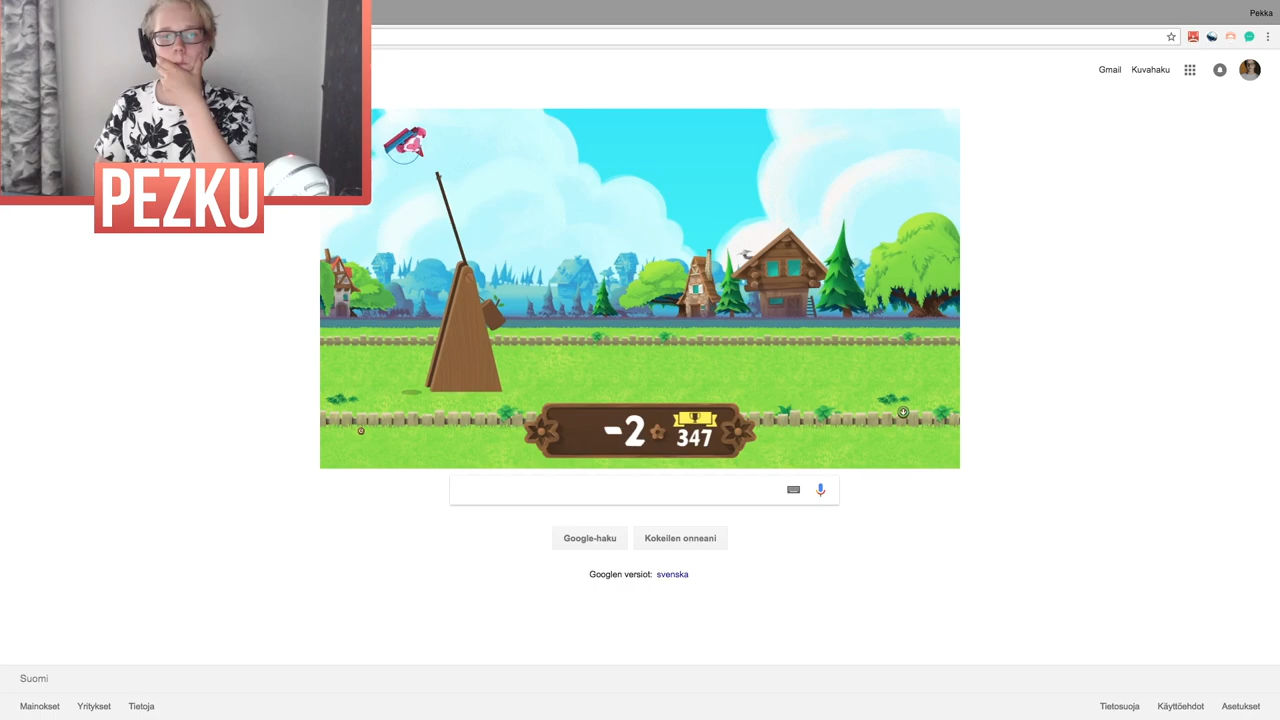 Pekka
Gmail Kuvahaku
PEZKU
-2 347
Google-haku Kokeilen onneani
Googlen versiot: svenska
Suomi
Mainokset Yritykset Tietoja Tietosuoja Käyttöehdot Asetukset